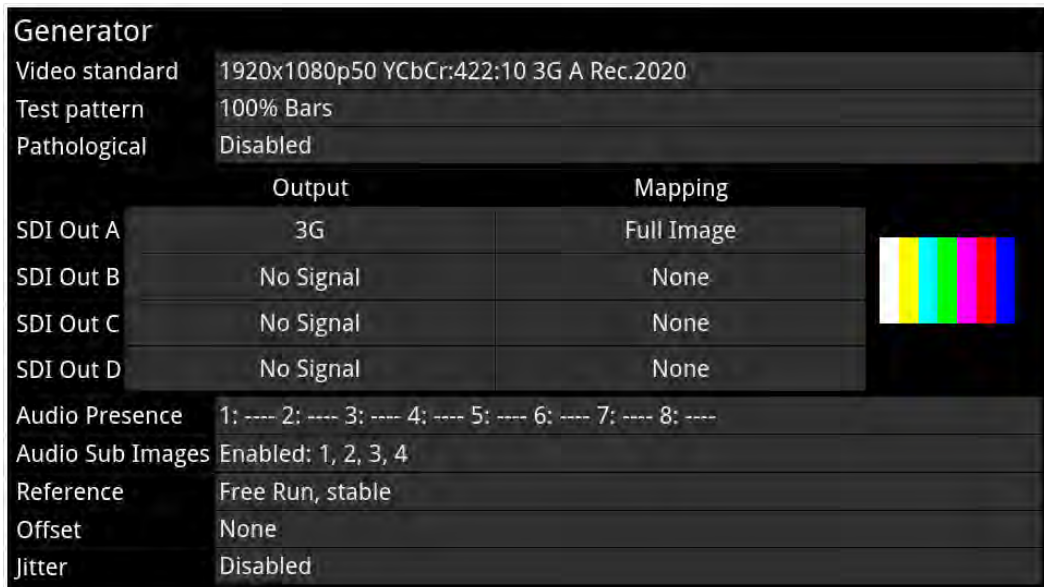 Generator
Video standard 1920x1080p50 YCbCr:422:10 3G A Rec.2020
Test pattern 100% Bars
Pathological Disabled
Output Mapping
SDI Out A 3G Full Image
SDI Out B No Signal None
SDI Out C No Signal None
SDI Out D No Signal None
Audio Presence 1: ---- 2: ---- 3: ---- 4: ---- 5: ---- 6: ---- 7: ---- 8: ----
Audio Sub Images Enabled: 1, 2, 3, 4
Reference Free Run, stable
Offset None
Jitter Disabled